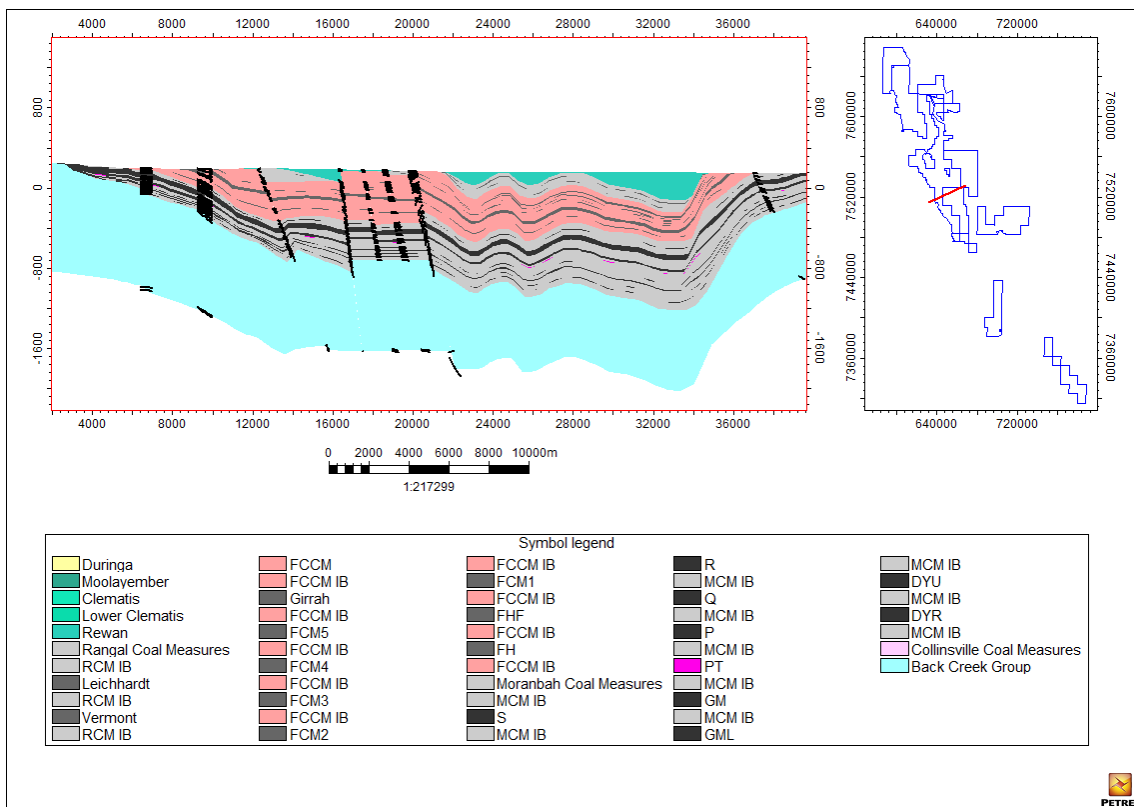 4000 8000 12000 16000 20000 24000 28000 32000 36000
640000 720000
800 800
0 0
-800 -800
-1600 -1600
7600000 7600000
7520000 7520000
7440000 7440000
7360000 7360000
4000 8000 12000 16000 20000 24000 28000 32000 36000
640000 720000
0 2000 4000 6000 8000 10000m
1:217299
Symbol legend
Duringa
Moolayember
Clematis
Lower Clematis
Rewan
Rangal Coal Measures
RCM IB
Leichhardt
RCM IB
Vermont
RCM IB
FCCM
FCCM IB
Girrah
FCCM IB
FCM5
FCCM IB
FCM4
FCCM IB
FCM3
FCCM IB
FCM2
FCCM IB
FCM1
FCCM IB
FHF
FCCM IB
FH
FCCM IB
Moranbah Coal Measures
MCM IB
S
MCM IB
R
MCM IB
Q
MCM IB
P
MCM IB
PT
MCM IB
GM
MCM IB
GML
MCM IB
DYU
MCM IB
DYR
MCM IB
Collinsville Coal Measures
Back Creek Group
PETRE